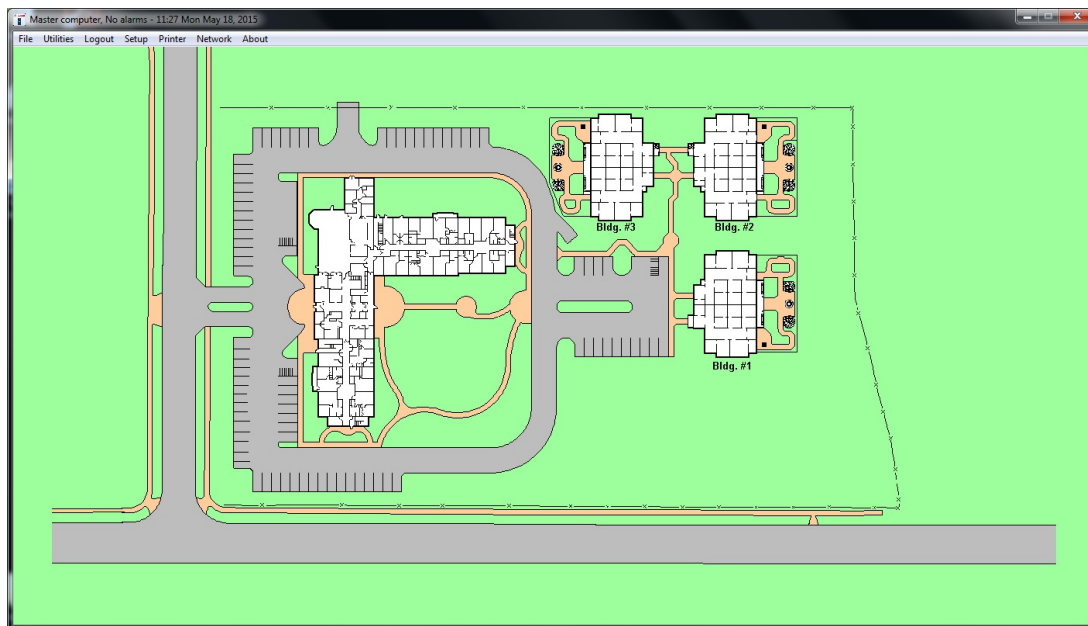 Master computer, No alarms - 11:27 Mon May 18, 2015
File Utilities Logout Setup Printer Network About
Bldg. #3
Bldg. #2
Bldg. #1